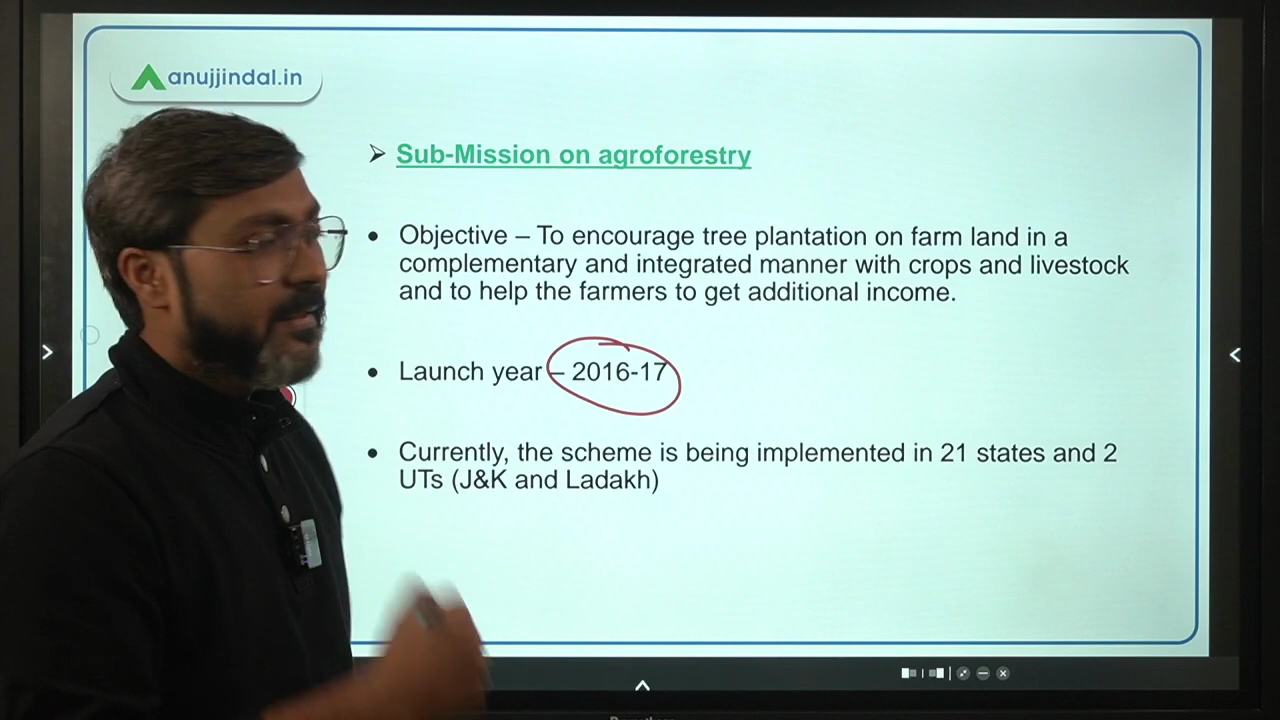 anujjindal.in
Sub-Mission on agroforestry
Objective – To encourage tree plantation on farm land in a
complementary and integrated manner with crops and livestock
and to help the farmers to get additional income.
Launch year – 2016-17
Currently, the scheme is being implemented in 21 states and 2
UTs (J&K and Ladakh)